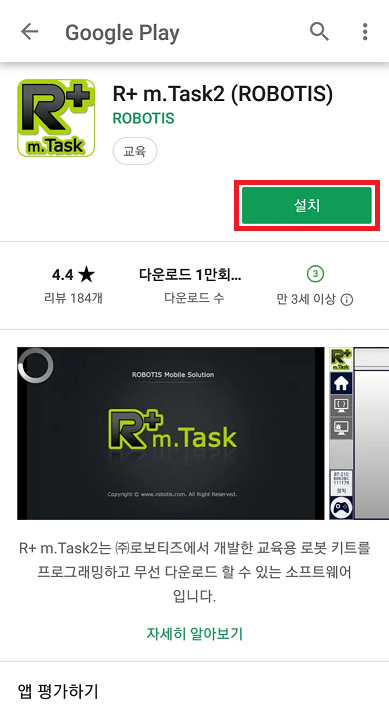 Google Play
R+
m.Task
R+ m.Task2 (ROBOTIS)
ROBOTIS
교육
설치
4.4 ★
리뷰 184개
다운로드 1만회...
다운로드 수
3
만 3세 이상
ROBOTIS Mobile Solution
R+ m.Task
Copyright © www.robotis.com. All Right Reserved.
R+
m.Task
BT-210
장치
R+ m.Task2는 ㈜로보티즈에서 개발한 교육용 로봇 키트를
프로그래밍하고 무선 다운로드 할 수 있는 소프트웨어
입니다.
자세히 알아보기
앱 평가하기